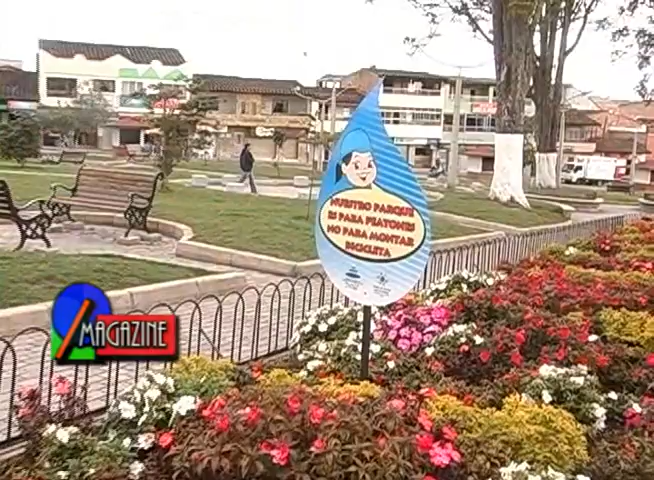 NUESTRO PARQUE
ES PARA PEATONES
NO PARA MONTAR
BICICLETA
MAGAZINE